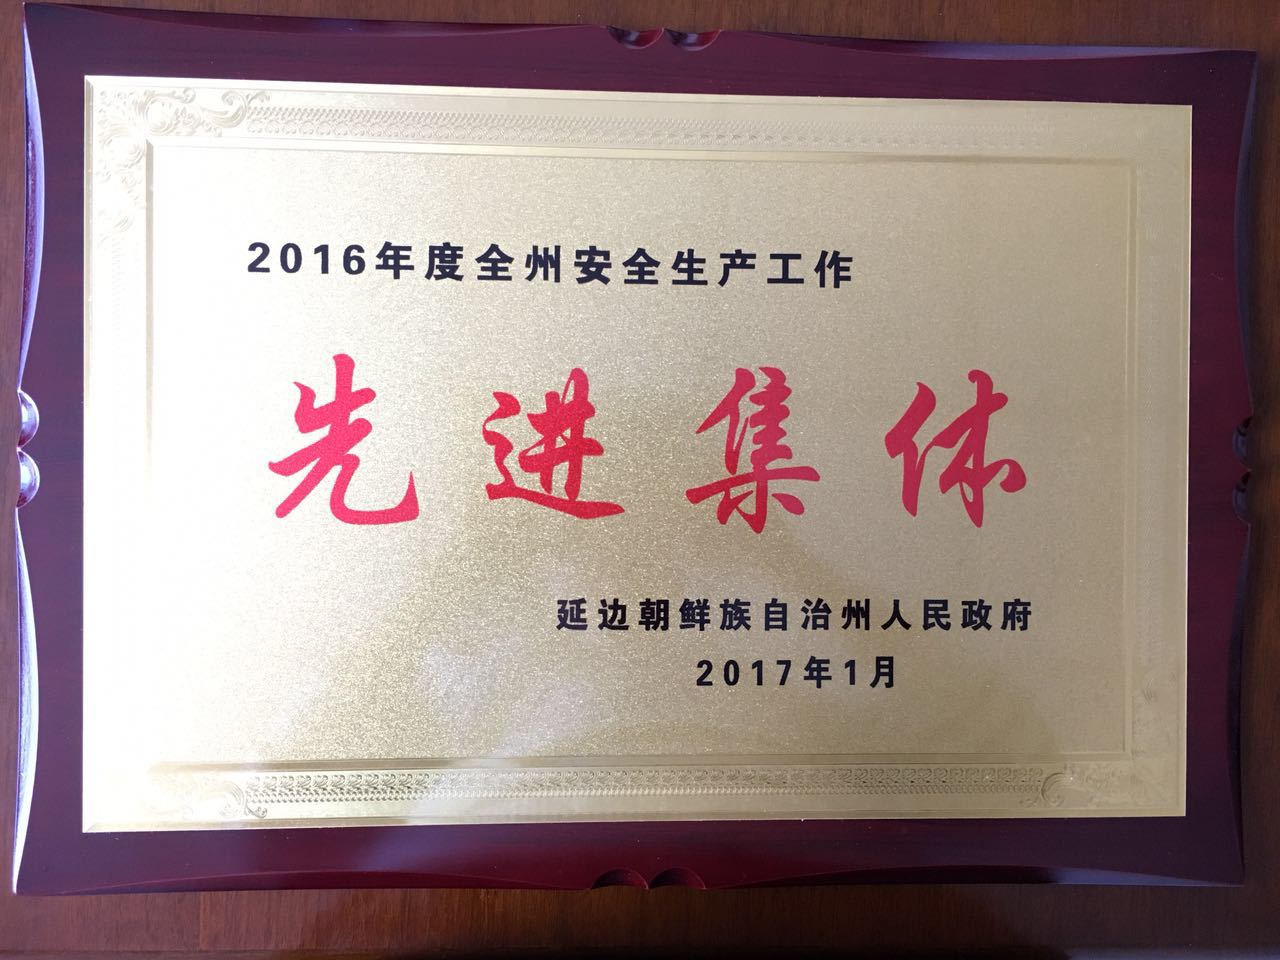 2016年度全州安全生产工作
先进集体
延边朝鲜族自治州人民政府
2017年1月